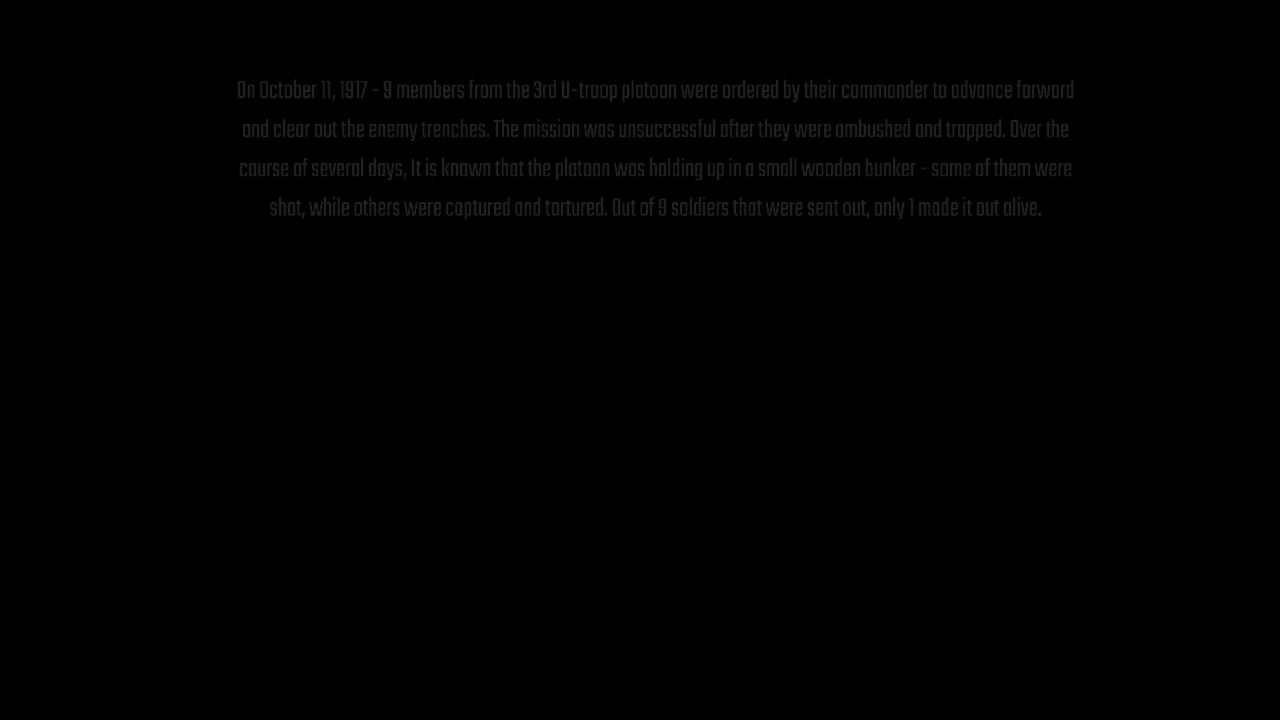 On October 11, 1917 - 9 members from the 3rd U-troop platoon were ordered by their commander to advance forward
and clear out the enemy trenches. The mission was unsuccessful after they were ambushed and trapped. Over the
course of several days, It is known that the platoon was holding up in a small wooden bunker - some of them were
shot, while others were captured and tortured. Out of 9 soldiers that were sent out, only 1 made it out alive.